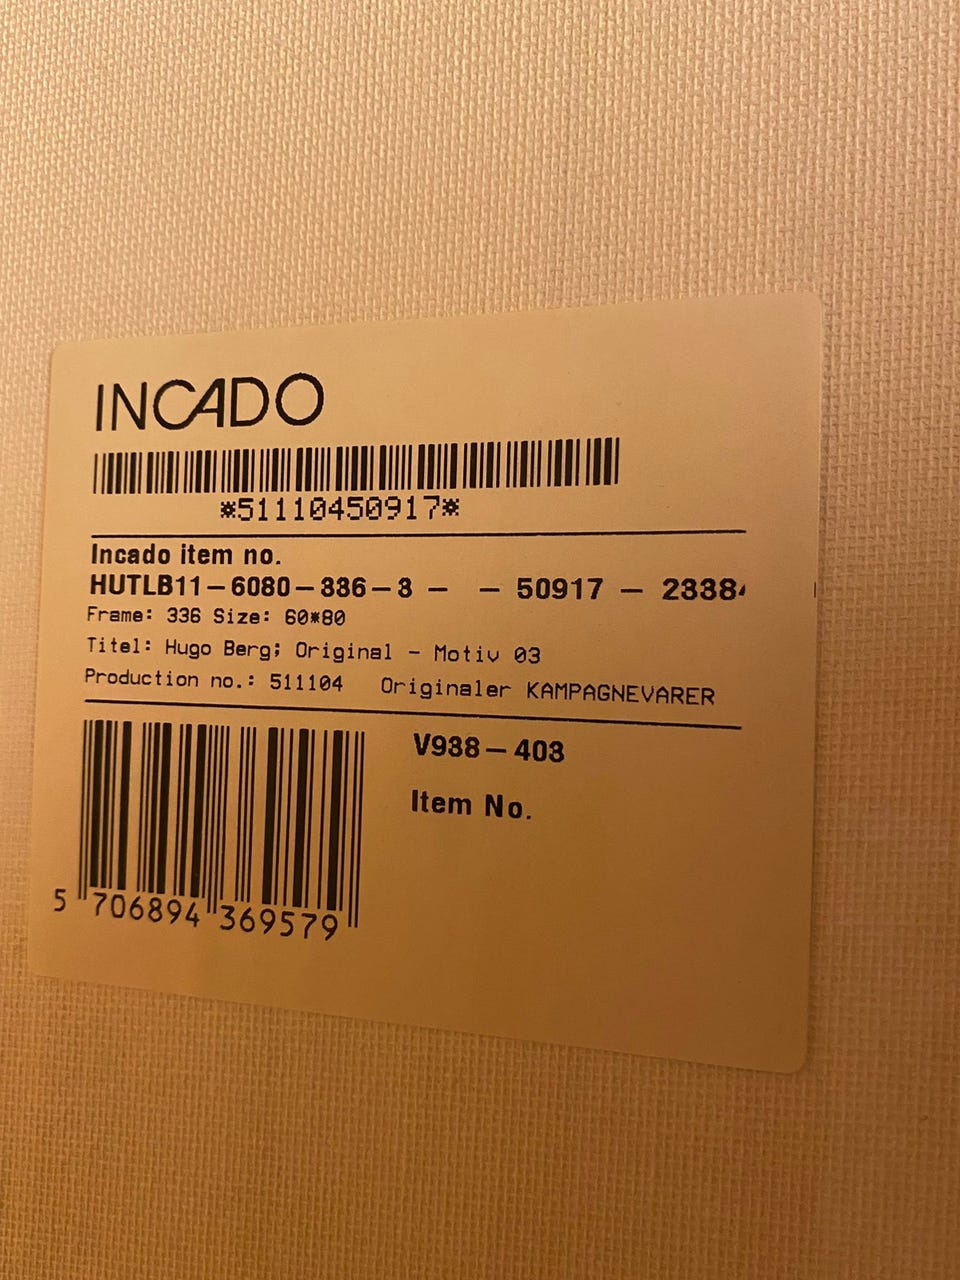 INCADO
*51110450917*
Incado item no.
HUTLB11-6080-336-3 - - 50917 - 2338
Frame: 336 Size: 60*80
Titel: Hugo Berg; Original - Motiv 03
Production no.: 511104 Originaler KAMPAGNEVARER
V938-403
Item No.
5 706894 369579